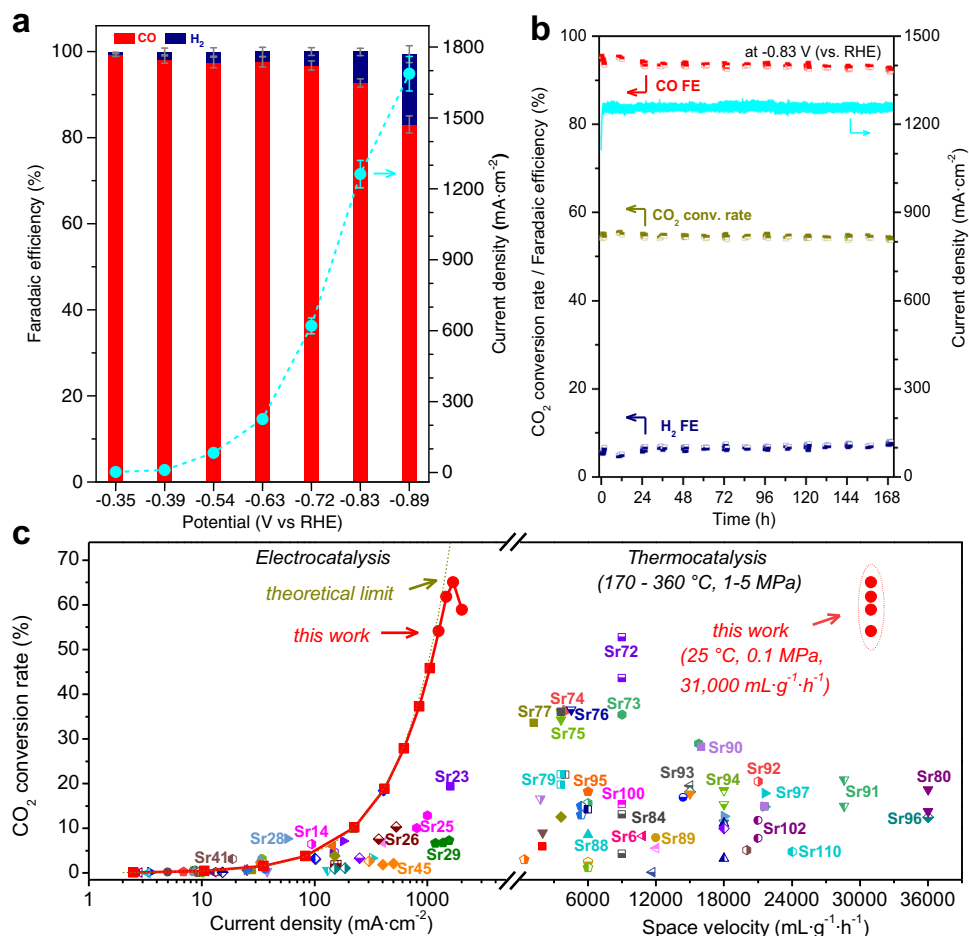 a
CO
H₂
100
80
60
40
20
0
Faradaic efficiency (%)
1800
1500
1200
900
600
300
0
Current density (mA·cm⁻²)
-0.35
-0.39
-0.54
-0.63
-0.72
-0.83
-0.89
Potential (V vs RHE)
b
at -0.83 V (vs. RHE)
CO FE
CO₂ conv. rate
H₂ FE
100
80
60
40
20
0
CO₂ conversion rate / Faradaic efficiency (%)
1500
1200
900
600
300
0
Current density (mA·cm⁻²)
0
24
48
72
96
120
144
168
Time (h)
c
Electrocatalysis
theoretical limit
this work
Thermocatalysis
(170 - 360 °C, 1-5 MPa)
this work
(25 °C, 0.1 MPa,
31,000 mL·g⁻¹·h⁻¹)
70
60
50
40
30
20
10
0
CO₂ conversion rate (%)
Sr23
Sr28
Sr14
Sr25
Sr26
Sr29
Sr41
Sr45
Sr72
Sr74
Sr77
Sr76
Sr73
Sr75
Sr90
Sr79
Sr95
Sr93
Sr94
Sr92
Sr97
Sr91
Sr80
Sr100
Sr84
Sr96
Sr88
Sr6
Sr89
Sr102
Sr110
1
10
100
1000
Current density (mA·cm⁻²)
6000
12000
18000
24000
30000
36000
Space velocity (mL·g⁻¹·h⁻¹)